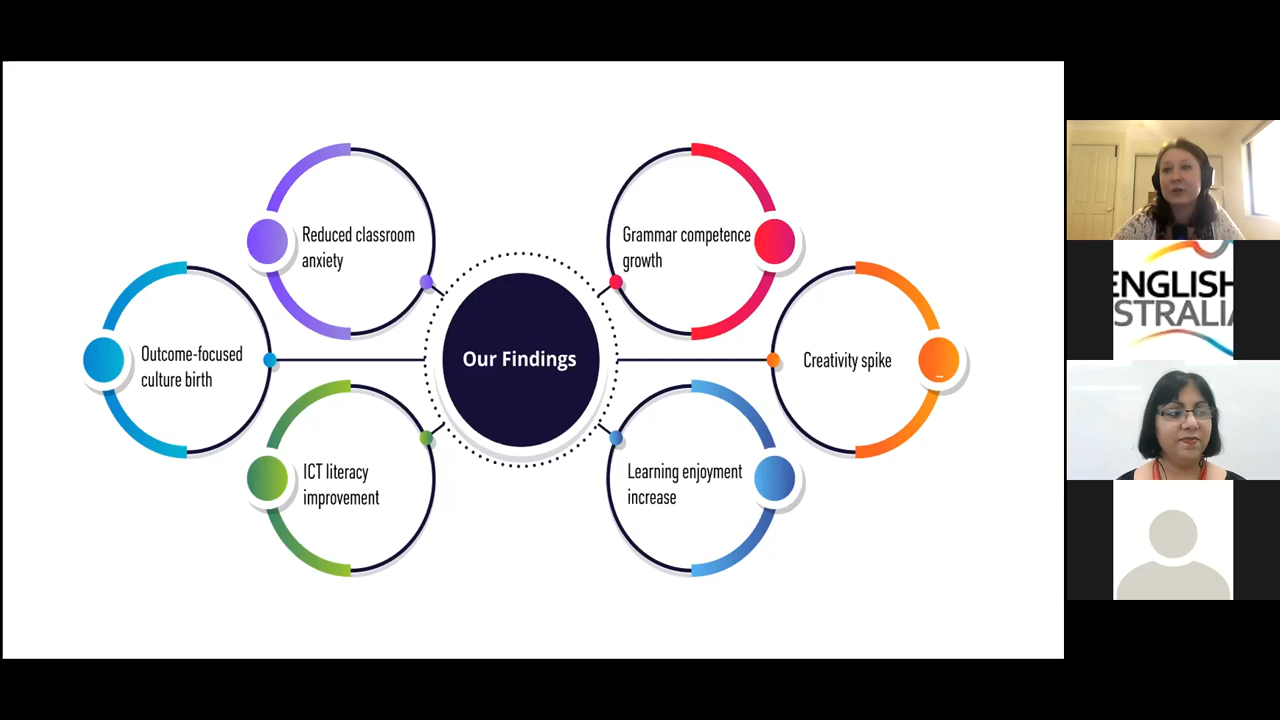 Reduced classroom
anxiety
Grammar competence
growth
Outcome-focused
culture birth
Our Findings
Creativity spike
ICT literacy
improvement
Learning enjoyment
increase
ENGLISH
STRALIA